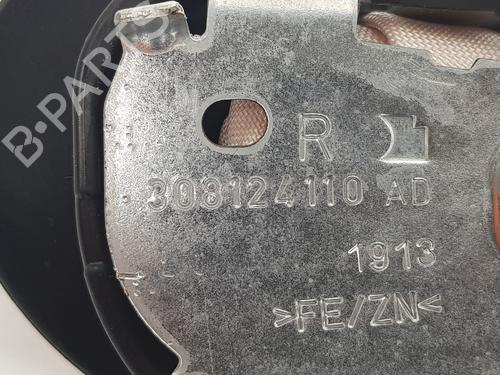 B-PARTS
R
308124110 AD
1913
>FE/ZN<